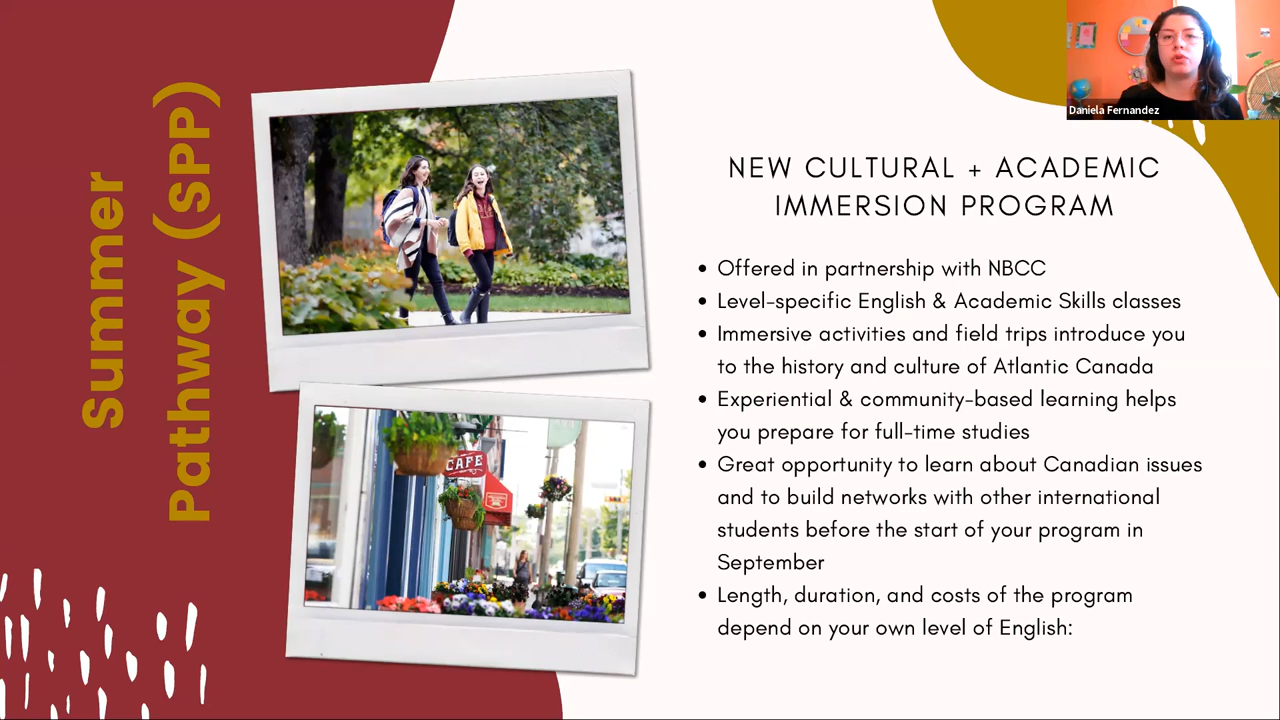 Summer
Pathway (SPP)
CAFE
Daniela Fernandez
NEW CULTURAL + ACADEMIC
IMMERSION PROGRAM
• Offered in partnership with NBCC
• Level-specific English & Academic Skills classes
• Immersive activities and field trips introduce you
to the history and culture of Atlantic Canada
• Experiential & community-based learning helps
you prepare for full-time studies
• Great opportunity to learn about Canadian issues
and to build networks with other international
students before the start of your program in
September
• Length, duration, and costs of the program
depend on your own level of English: